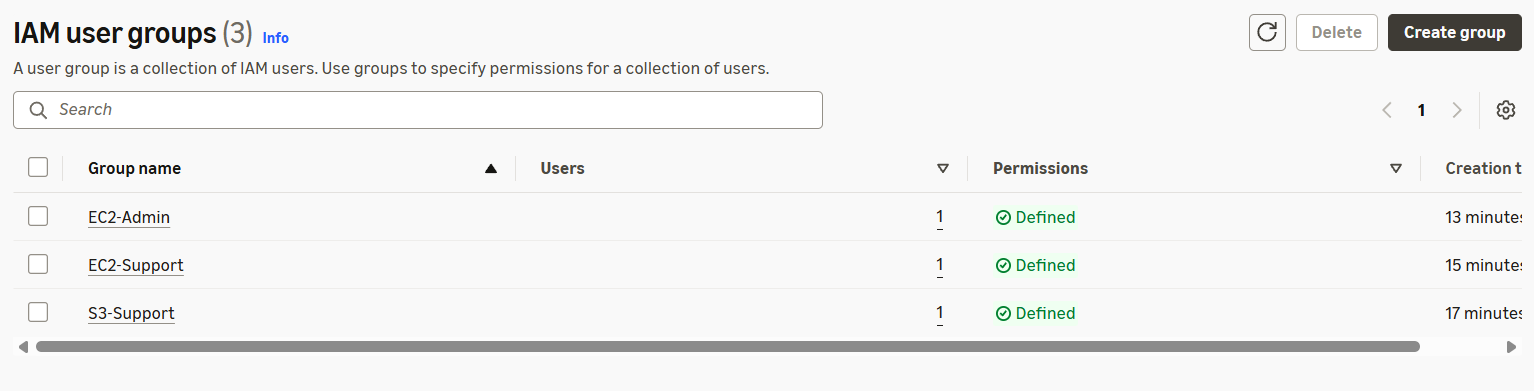 IAM user groups (3) Info Delete Create group
A user group is a collection of IAM users. Use groups to specify permissions for a collection of users.
Search 1
Group name Users Permissions Creation t
EC2-Admin 1 Defined 13 minutes
EC2-Support 1 Defined 15 minutes
S3-Support 1 Defined 17 minutes